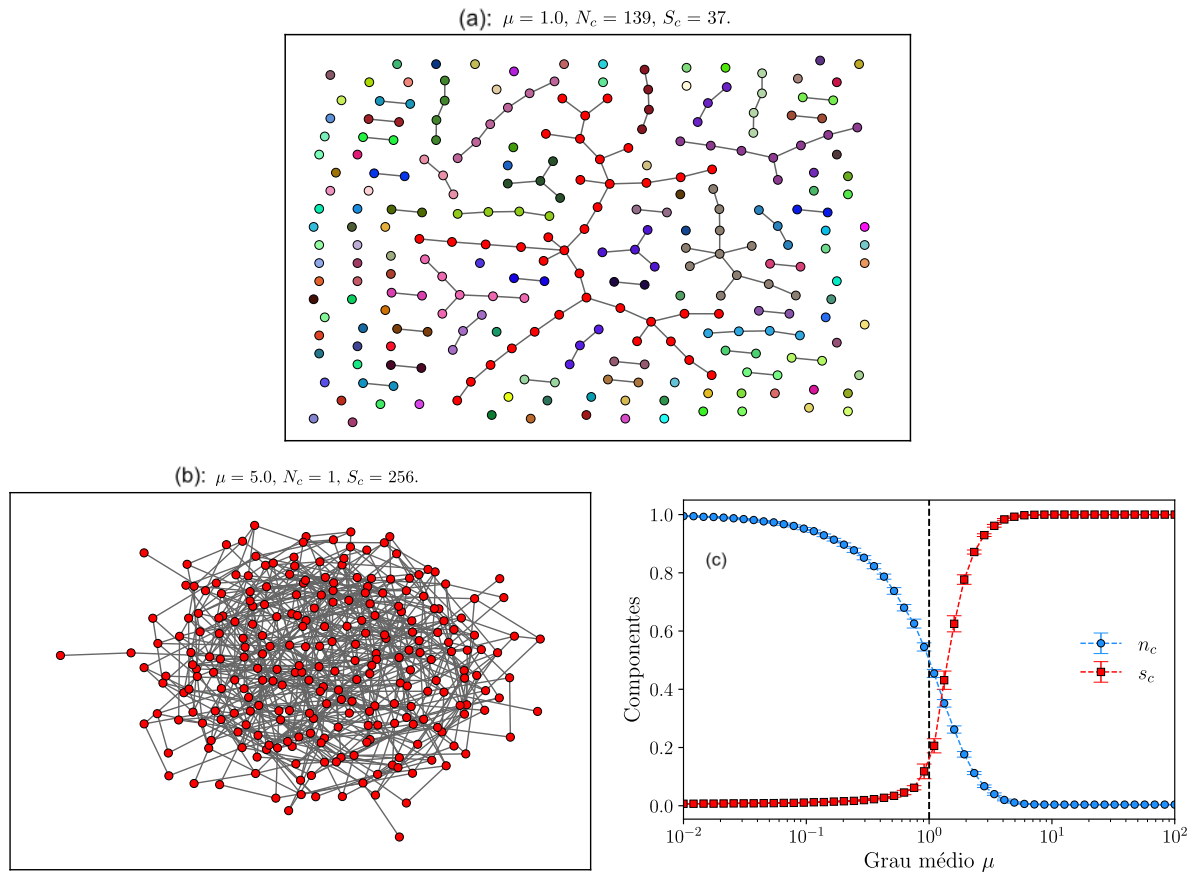 (a): μ = 1.0, N_c = 139, S_c = 37.
(b): μ = 5.0, N_c = 1, S_c = 256.
(c)
Componentes
1.0
0.8
0.6
0.4
0.2
0.0
n_c
s_c
10^-2
10^-1
10^0
10^1
10^2
Grau médio μ